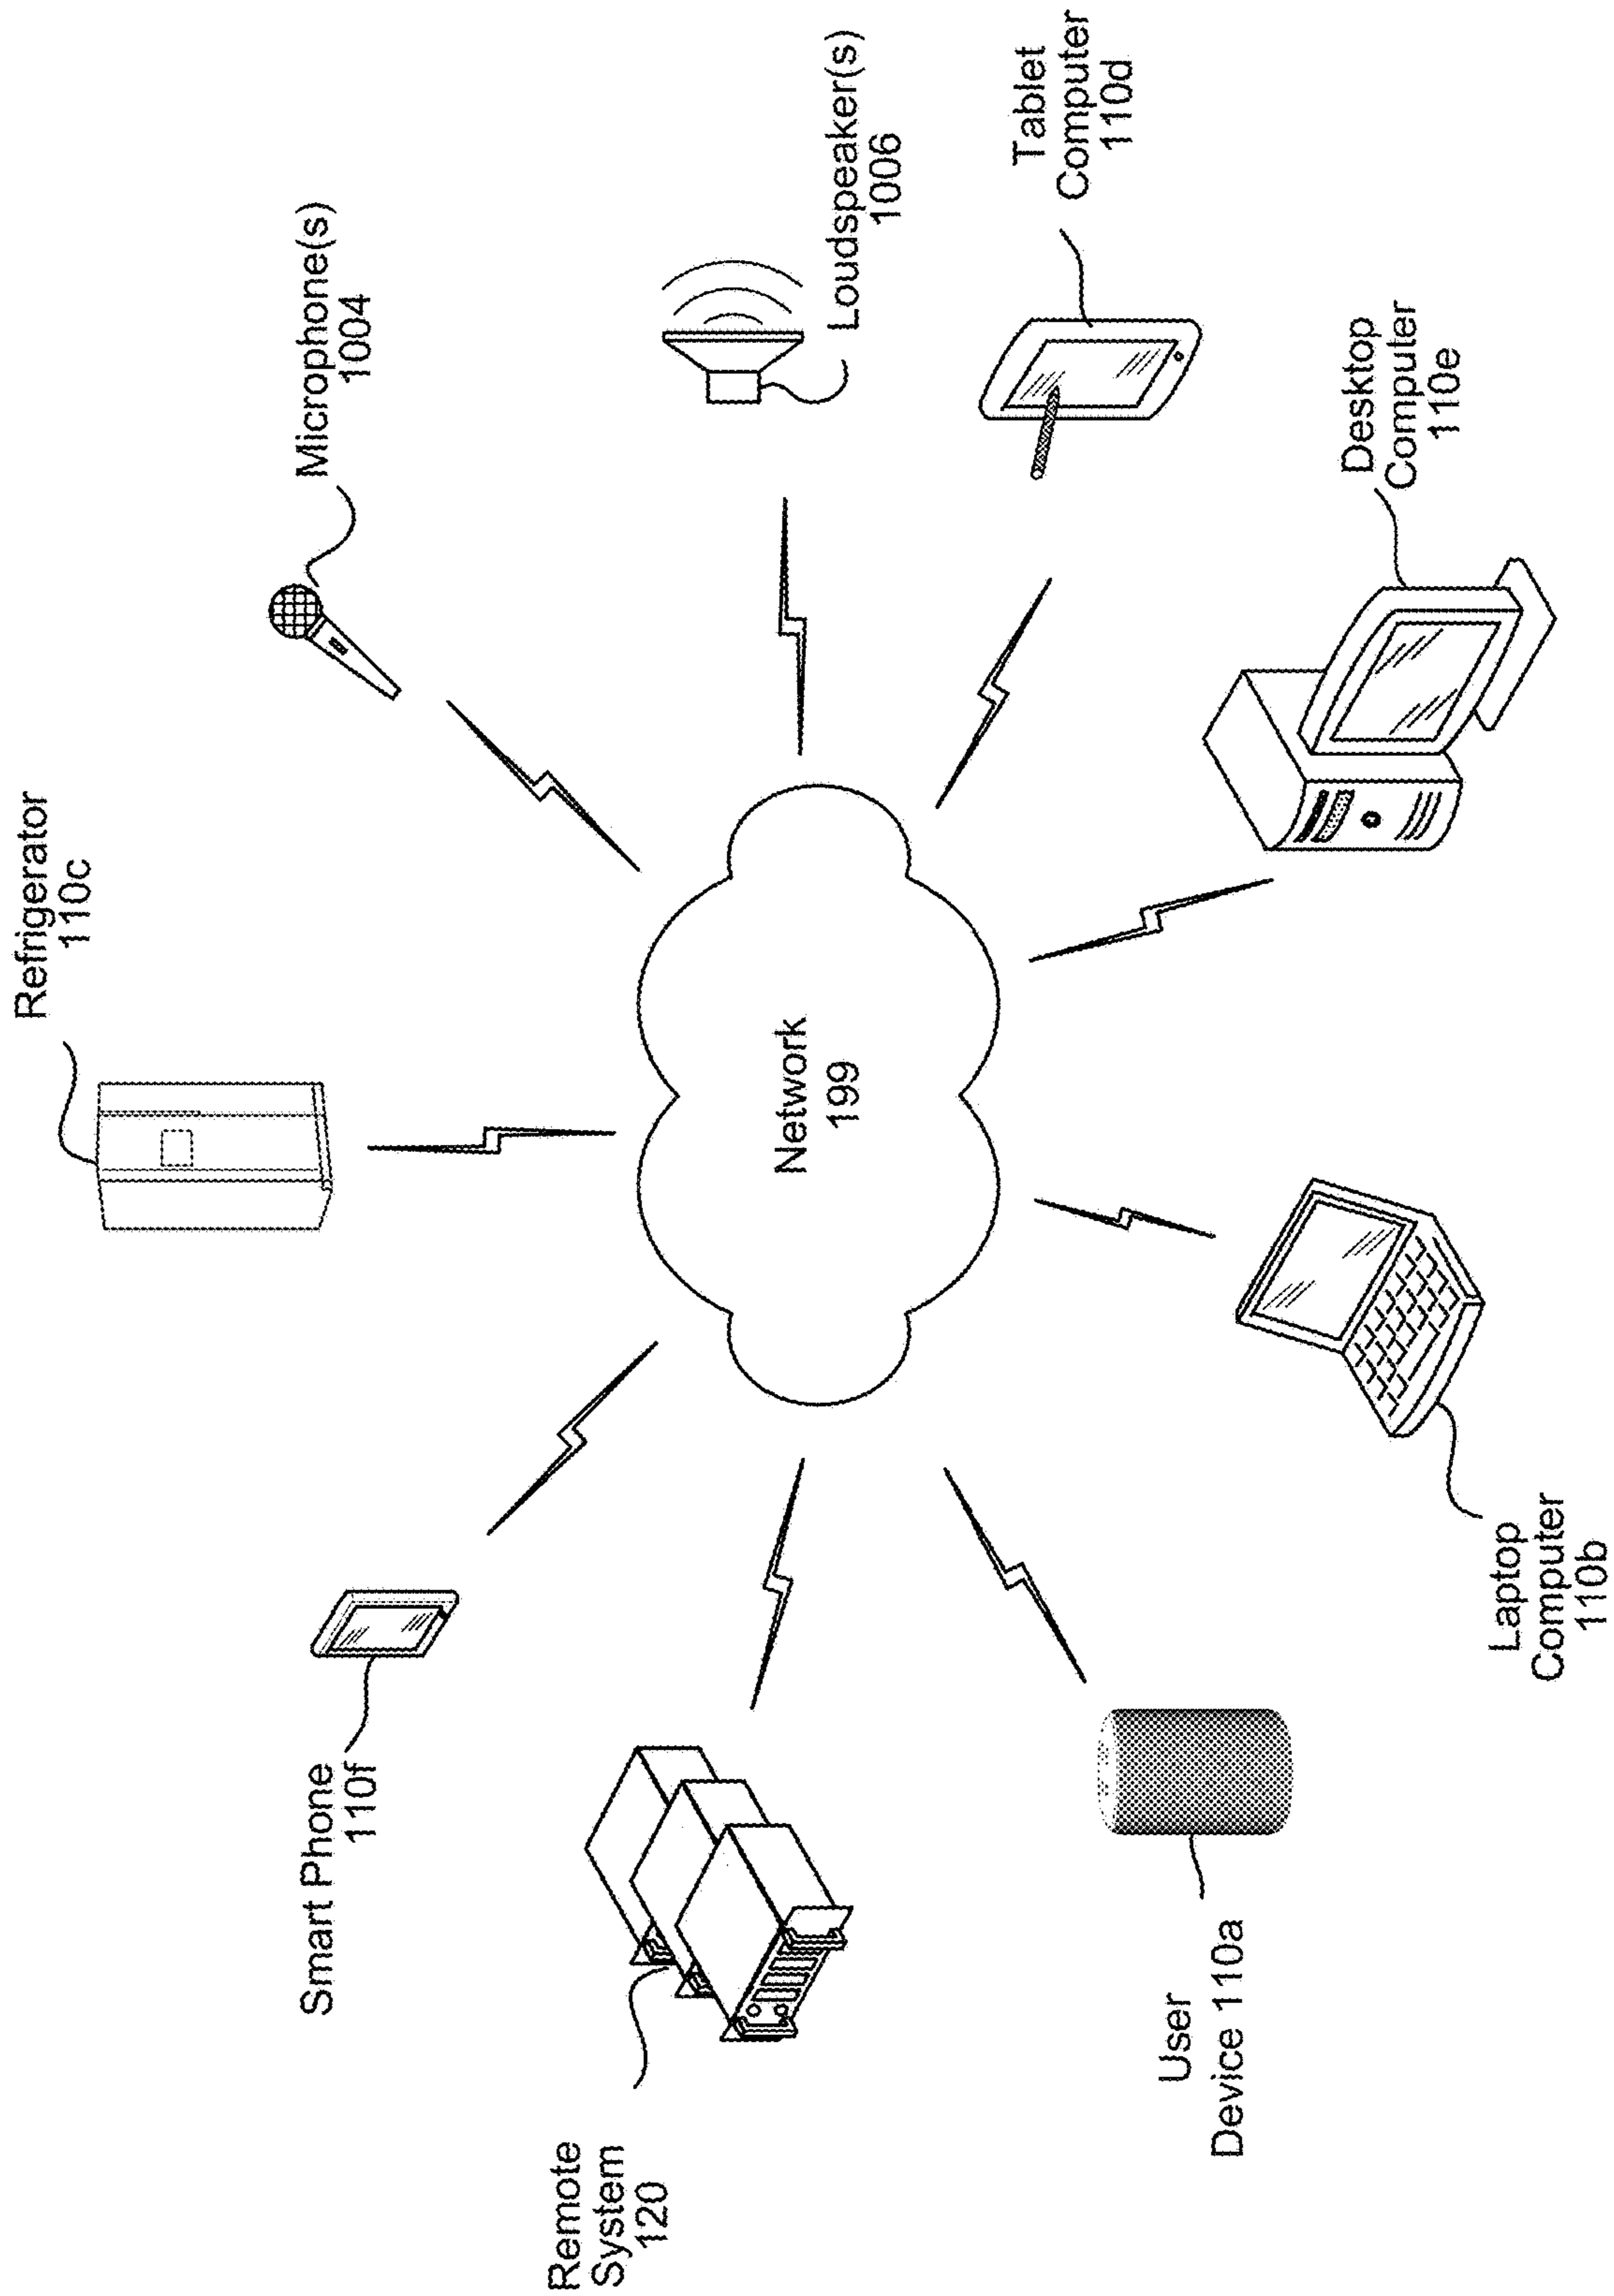 Refrigerator
110c
Smart Phone
110f
Microphone(s)
1004
Remote
System
120
Network
199
Loudspeaker(s)
1006
Tablet
Computer
110d
User
Device 110a
Desktop
Computer
110e
Laptop
Computer
110b